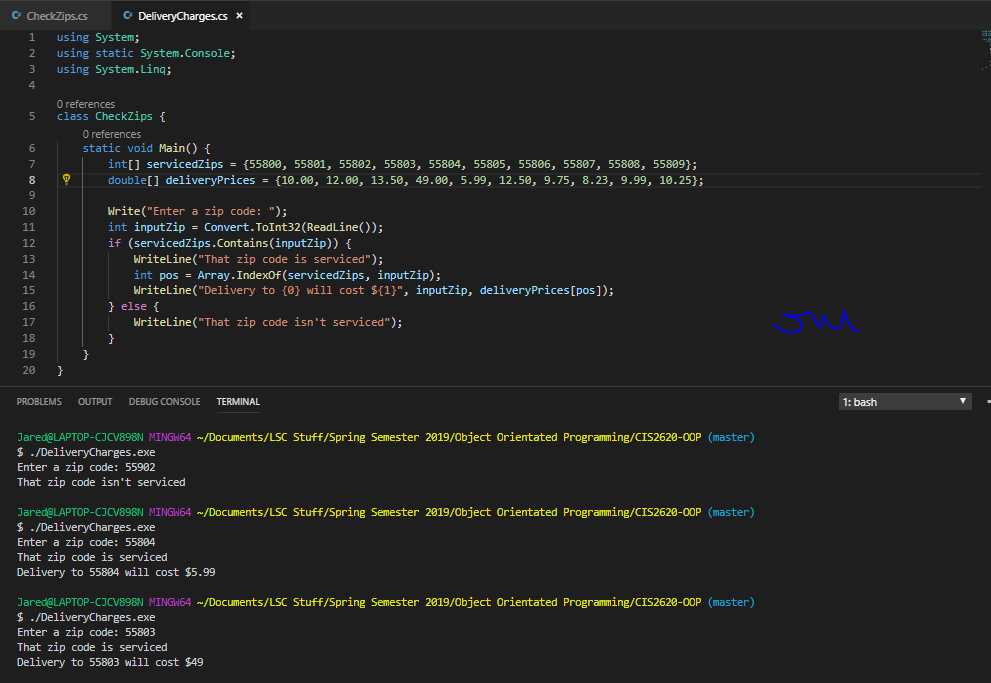 CheckZips.cs DeliveryCharges.cs ×
1 using System;
2 using static System.Console;
3 using System.Linq;
4
0 references
5 class CheckZips {
0 references
6 static void Main() {
7 int[] servicedZips = {55800, 55801, 55802, 55803, 55804, 55805, 55806, 55807, 55808, 55809};
8 double[] deliveryPrices = {10.00, 12.00, 13.50, 49.00, 5.99, 12.50, 9.75, 8.23, 9.99, 10.25};
9
10 Write("Enter a zip code: ");
11 int inputZip = Convert.ToInt32(ReadLine());
12 if (servicedZips.Contains(inputZip)) {
13 WriteLine("That zip code is serviced");
14 int pos = Array.IndexOf(servicedZips, inputZip);
15 WriteLine("Delivery to {0} will cost ${1}", inputZip, deliveryPrices[pos]);
16 } else {
17 WriteLine("That zip code isn't serviced");
18 }
19 }
20 }
PROBLEMS OUTPUT DEBUG CONSOLE TERMINAL 1: bash
Jared@LAPTOP-CJCV898N MINGW64 ~/Documents/LSC Stuff/Spring Semester 2019/Object Orientated Programming/CIS2620-OOP (master)
$ ./DeliveryCharges.exe
Enter a zip code: 55902
That zip code isn't serviced
Jared@LAPTOP-CJCV898N MINGW64 ~/Documents/LSC Stuff/Spring Semester 2019/Object Orientated Programming/CIS2620-OOP (master)
$ ./DeliveryCharges.exe
Enter a zip code: 55804
That zip code is serviced
Delivery to 55804 will cost $5.99
Jared@LAPTOP-CJCV898N MINGW64 ~/Documents/LSC Stuff/Spring Semester 2019/Object Orientated Programming/CIS2620-OOP (master)
$ ./DeliveryCharges.exe
Enter a zip code: 55803
That zip code is serviced
Delivery to 55803 will cost $49